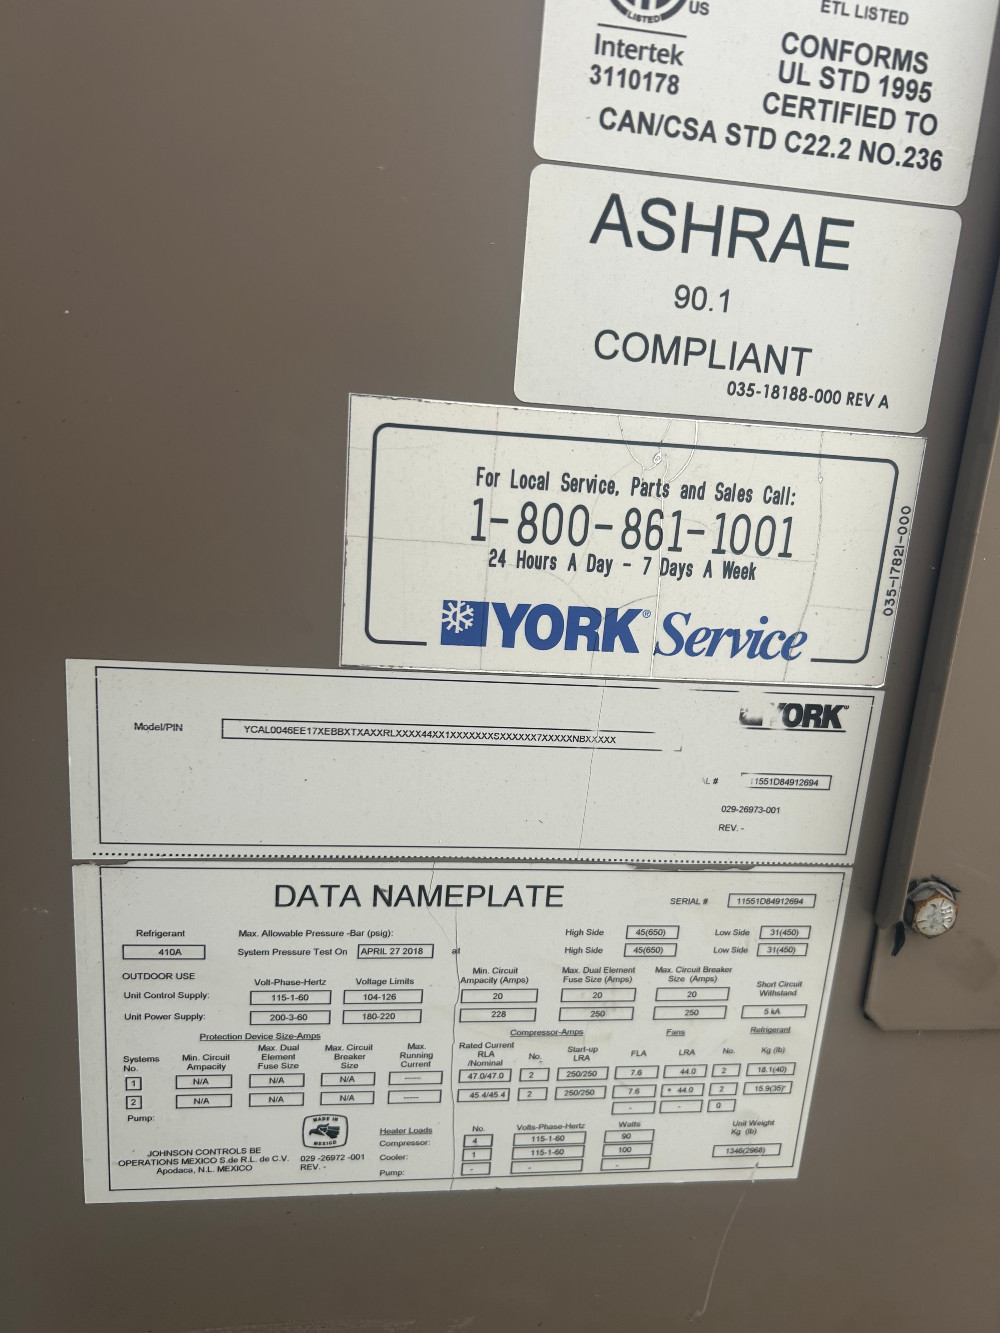 LISTED
US
ETL LISTED
Intertek
3110178
CONFORMS
UL STD 1995
CERTIFIED TO
CAN/CSA STD C22.2 NO.236
ASHRAE
90.1
COMPLIANT
035-18188-000 REV A
For Local Service, Parts and Sales Call:
1-800-861-1001
24 Hours A Day - 7 Days A Week
YORK® Service
035-17821-000
YORK
Model/PIN
YCAL0046EE17XEBBXTXAXXRLXXXX44XX1XXXXXXXSXXXXXX7XXXXXNBXXXXX
L # 11551D84912694
029-26973-001
REV. -
DATA NAMEPLATE
SERIAL # 11551D84912694
Refrigerant Max. Allowable Pressure -Bar (psig): High Side 45(650) Low Side 31(450)
410A System Pressure Test On APRIL 27 2018 at High Side 45(650) Low Side 31(450)
OUTDOOR USE Volt-Phase-Hertz Voltage Limits Min. Circuit Ampacity (Amps) Max. Dual Element Fuse Size (Amps) Max. Circuit Breaker Size (Amps) Short Circuit Withstand
Unit Control Supply: 115-1-60 104-126 20 20 20 5 kA
Unit Power Supply: 200-3-60 180-220 228 250 250
Protection Device Size-Amps Compressor-Amps Fans Refrigerant
Systems No. Min. Circuit Ampacity Max. Dual Element Fuse Size Max. Circuit Breaker Size Max. Running Current Rated Current RLA /Nominal No. Start-up LRA FLA LRA No. Kg (lb)
1 N/A N/A N/A ----- 47.0/47.0 2 250/250 7.6 44.0 2 18.1(40)
2 N/A N/A N/A ----- 45.4/45.4 2 250/250 7.6 44.0 2 15.9(35)
- - 0
Pump:
MADE IN MEXICO
Heater Loads No. Volts-Phase-Hertz Watts Unit Weight Kg (lb)
Compressor: 4 115-1-60 90 1346(2968)
Cooler: 1 115-1-60 100
Pump: - - -
JOHNSON CONTROLS BE
OPERATIONS MEXICO S.de R.L. de C.V.
Apodaca, N.L. MEXICO
029 -26972 -001
REV. -